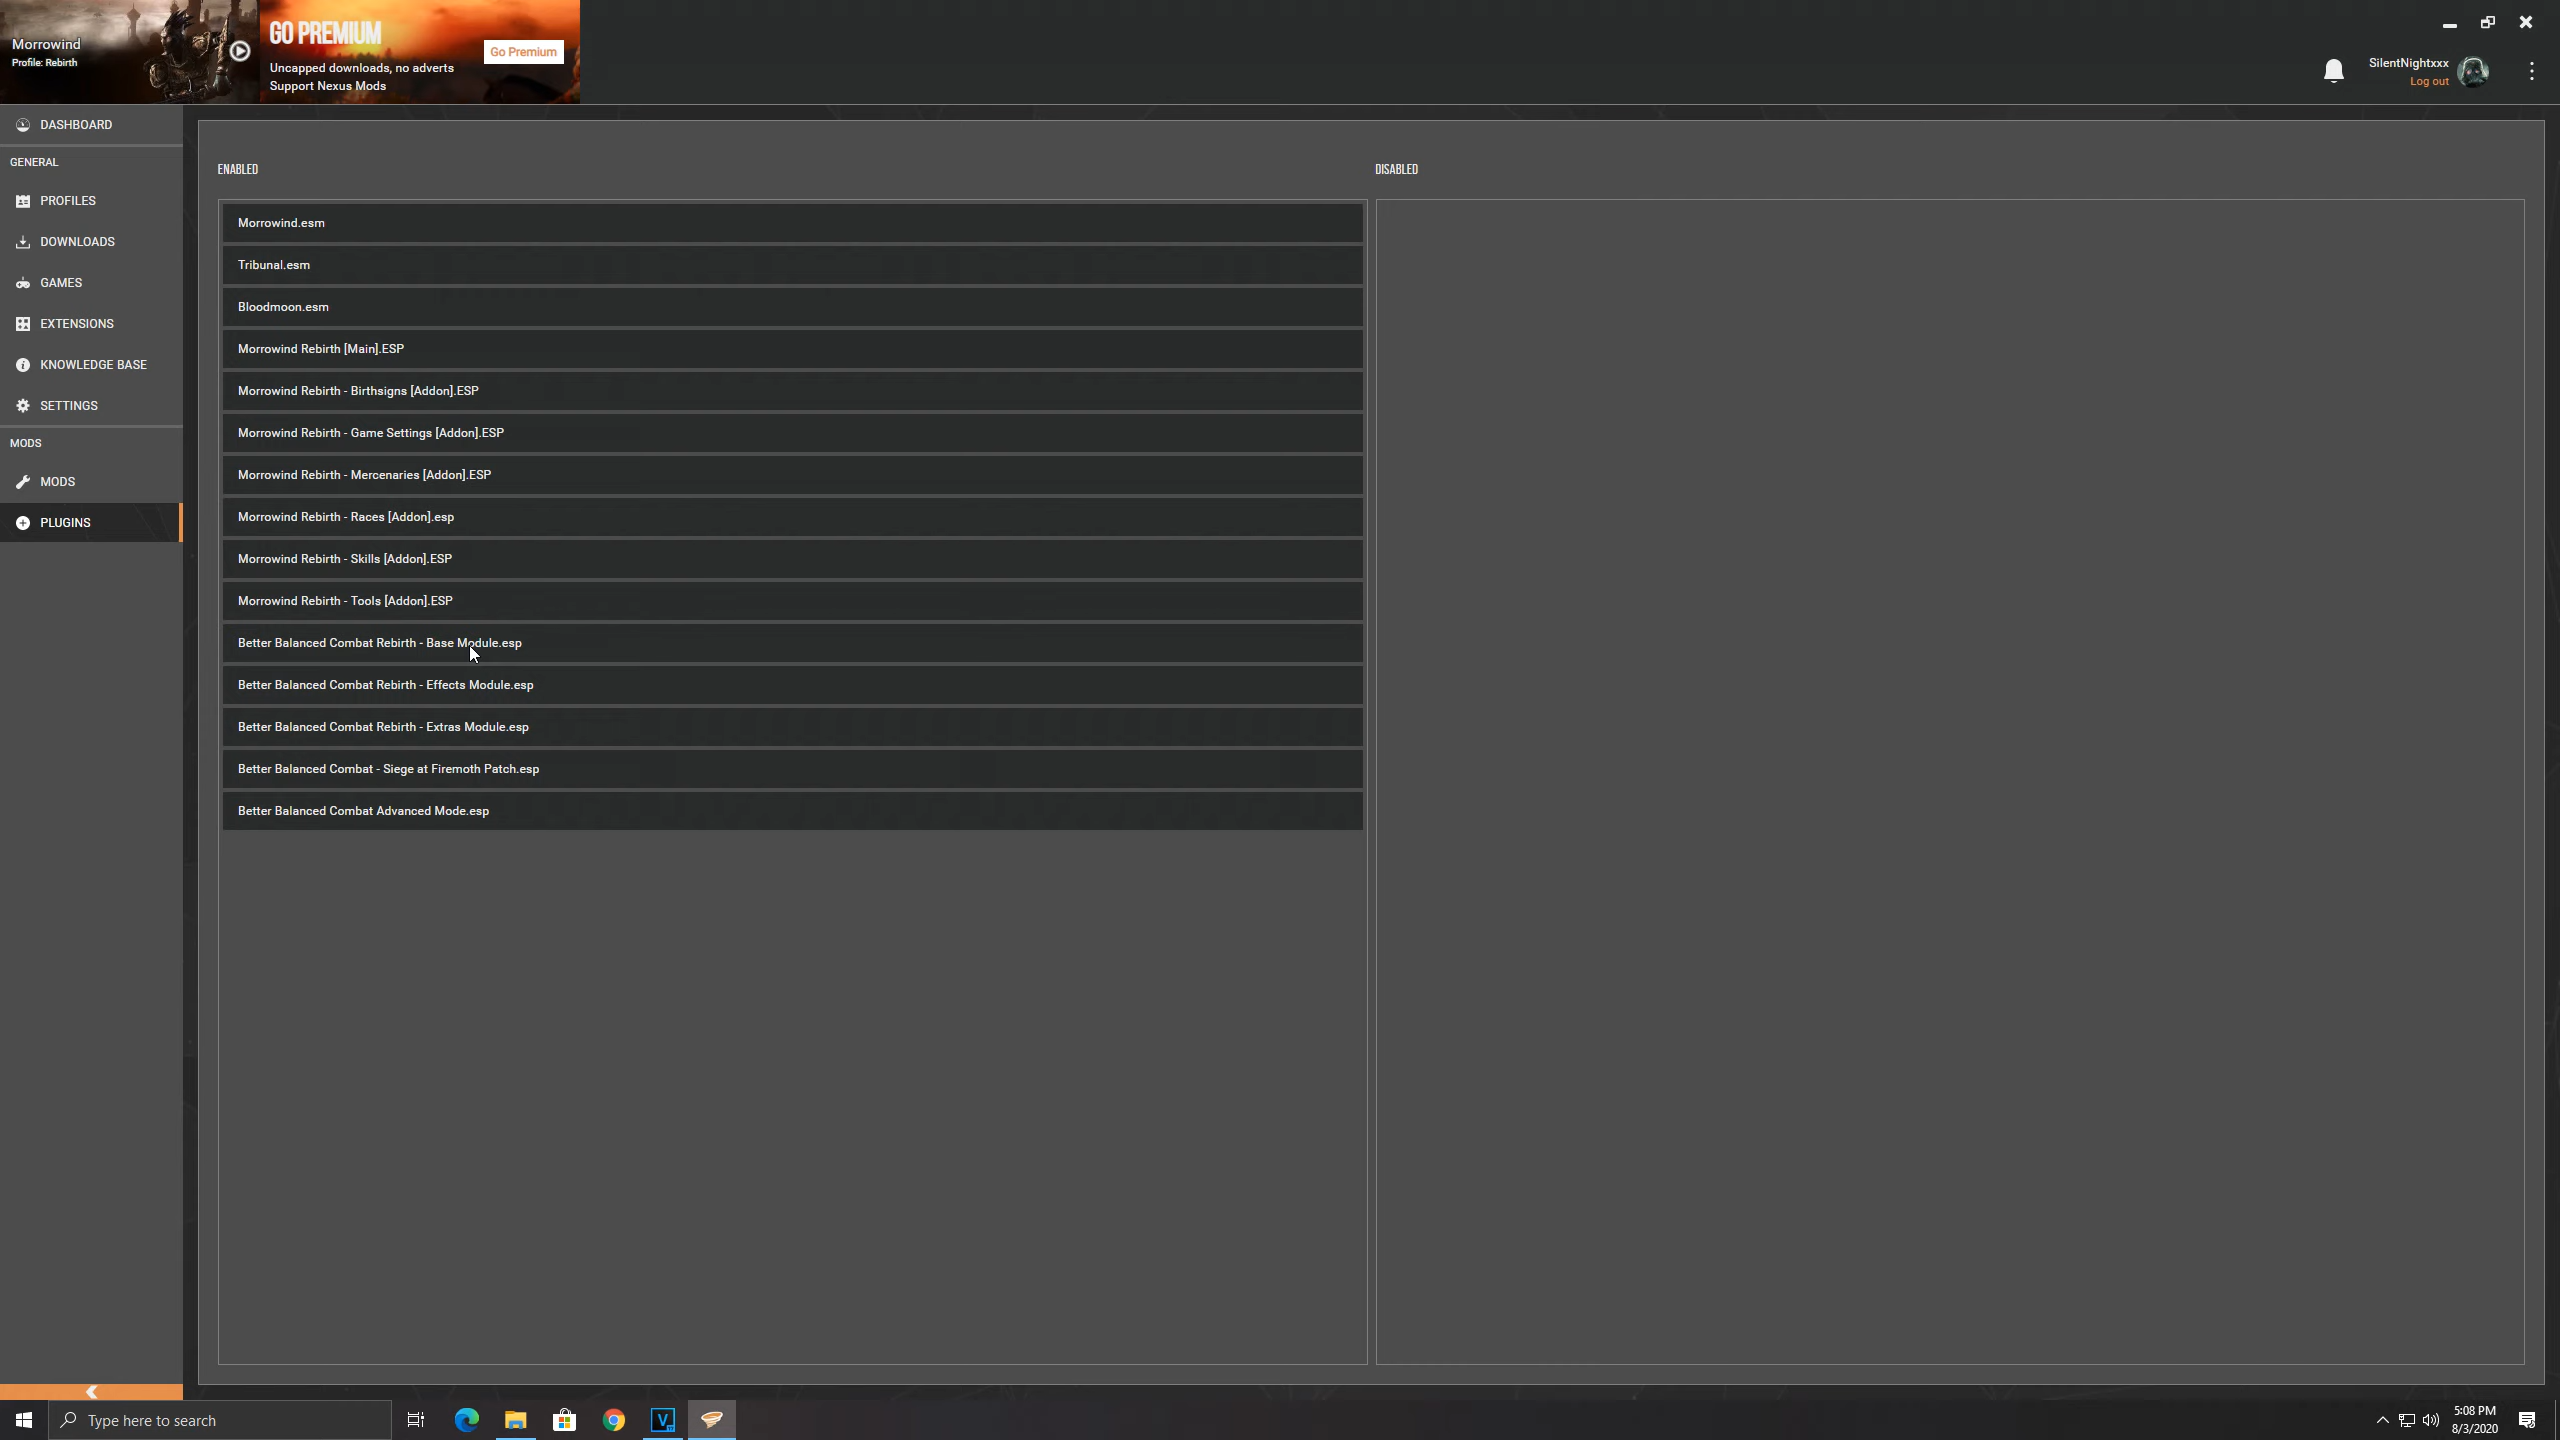 Morrowind
Profile: Rebirth
GO PREMIUM
Uncapped downloads, no adverts
Support Nexus Mods
Go Premium
SilentNightxxx
Log out
DASHBOARD
GENERAL
PROFILES
DOWNLOADS
GAMES
EXTENSIONS
KNOWLEDGE BASE
SETTINGS
MODS
MODS
PLUGINS
ENABLED
Morrowind.esm
Tribunal.esm
Bloodmoon.esm
Morrowind Rebirth [Main].ESP
Morrowind Rebirth - Birthsigns [Addon].ESP
Morrowind Rebirth - Game Settings [Addon].ESP
Morrowind Rebirth - Mercenaries [Addon].ESP
Morrowind Rebirth - Races [Addon].esp
Morrowind Rebirth - Skills [Addon].ESP
Morrowind Rebirth - Tools [Addon].ESP
Better Balanced Combat Rebirth - Base Module.esp
Better Balanced Combat Rebirth - Effects Module.esp
Better Balanced Combat Rebirth - Extras Module.esp
Better Balanced Combat - Siege at Firemoth Patch.esp
Better Balanced Combat Advanced Mode.esp
DISABLED
Type here to search
V
5:08 PM
8/3/2020